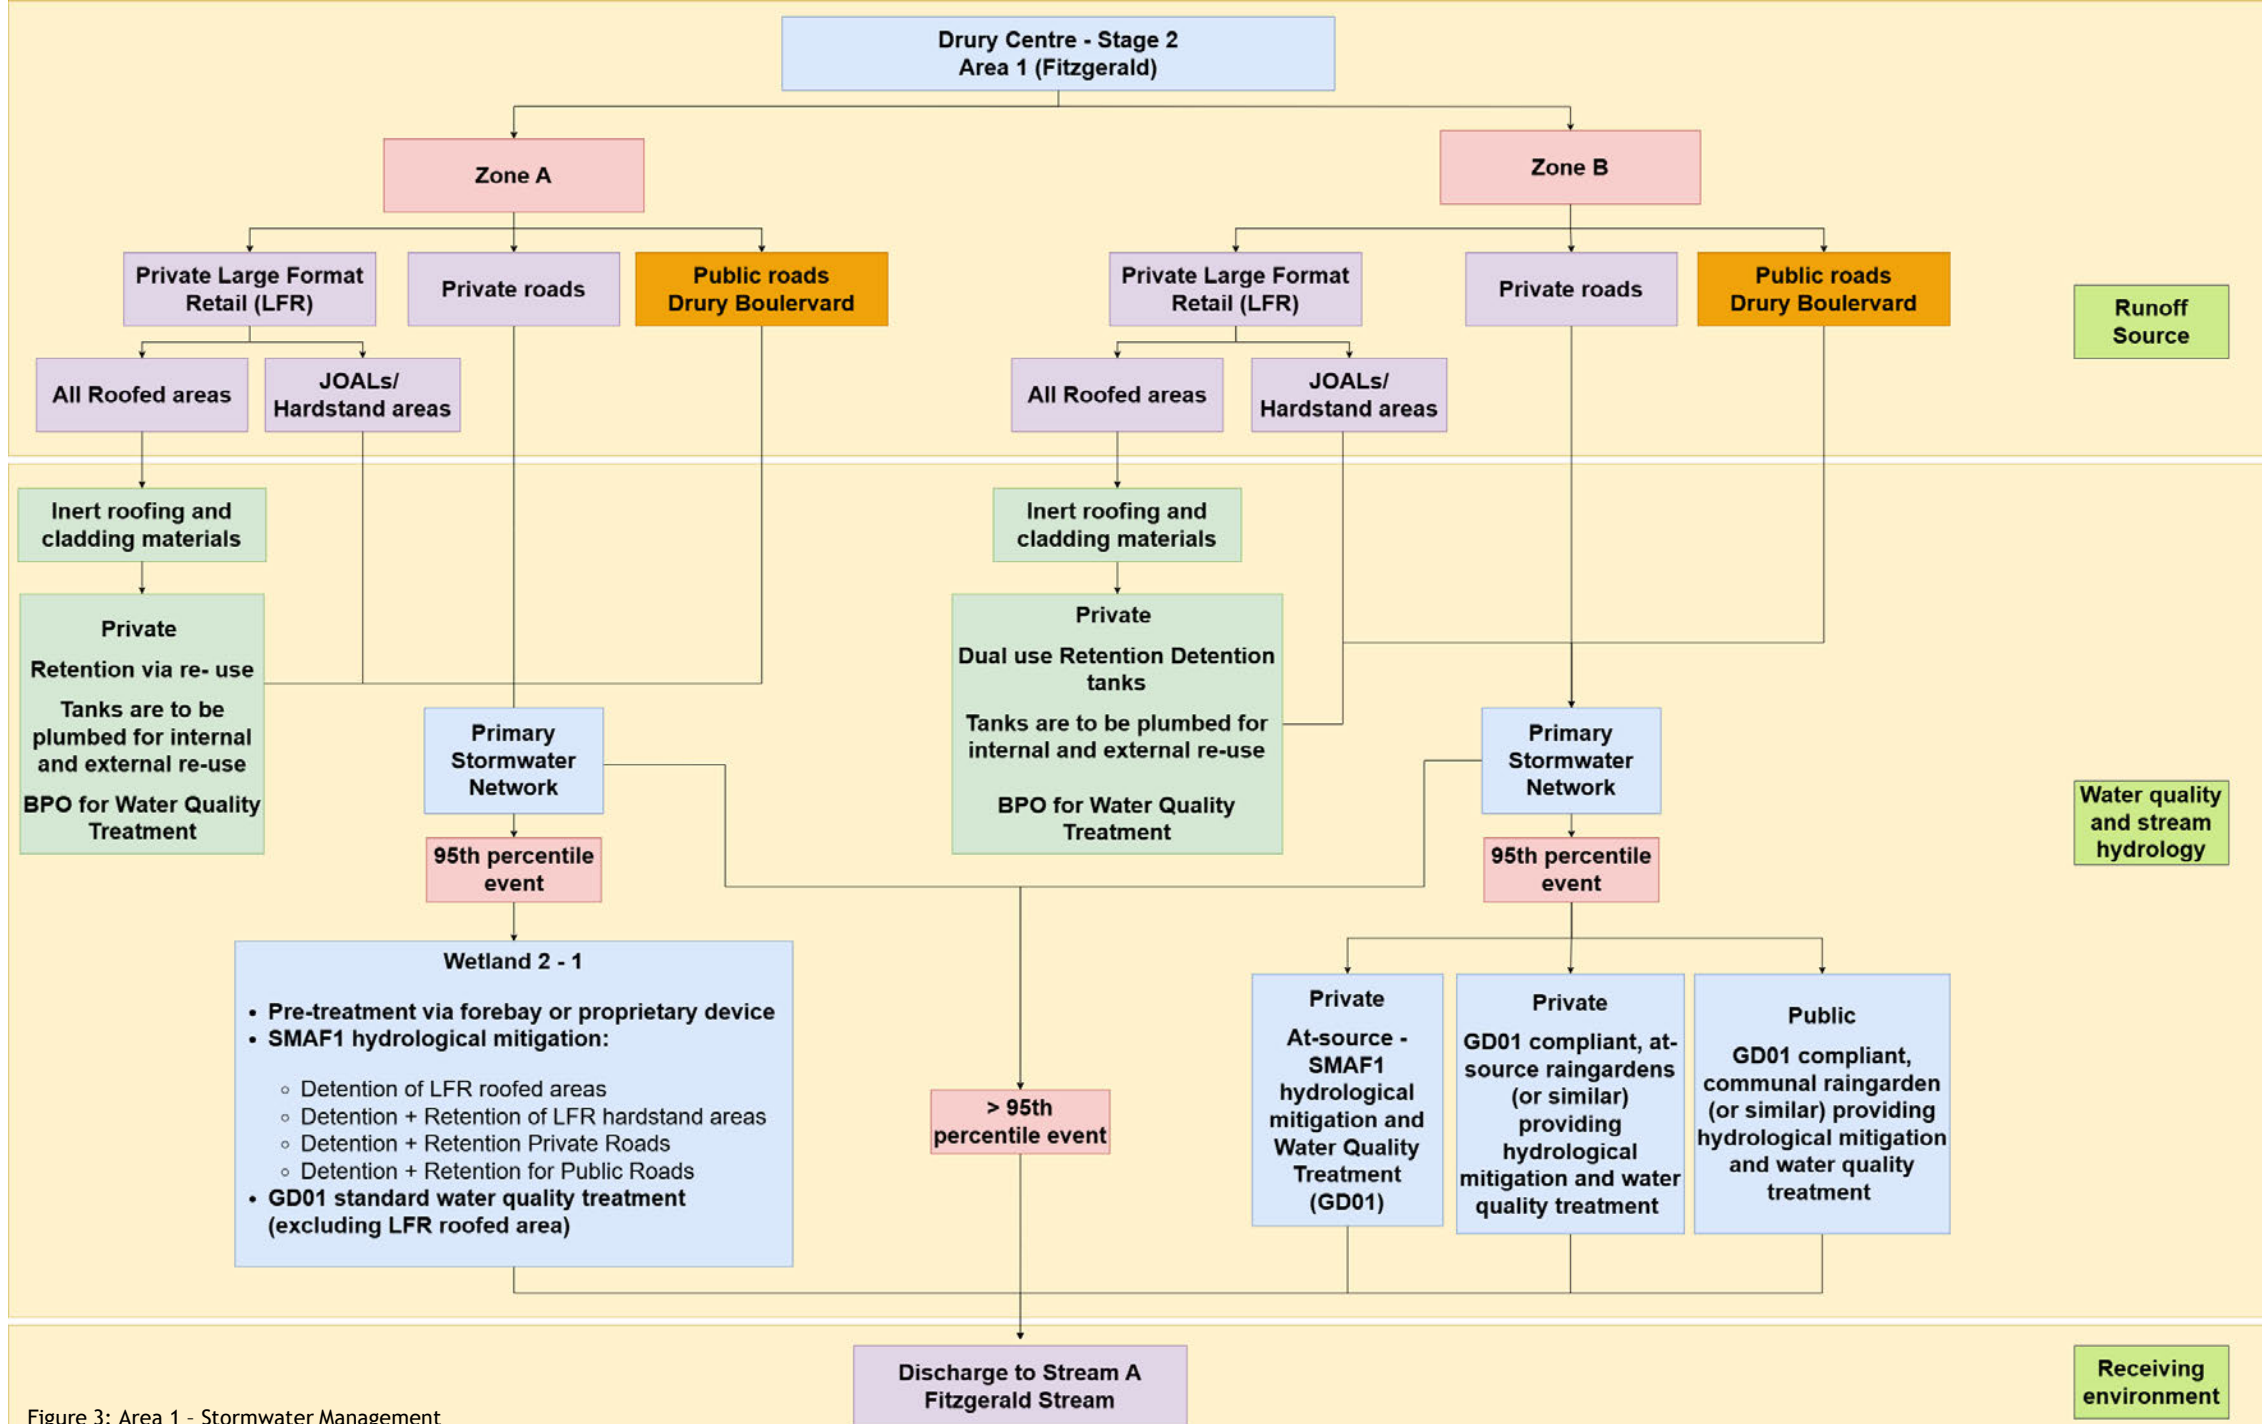 Drury Centre - Stage 2
Area 1 (Fitzgerald)
Zone A
Zone B
Private Large Format
Retail (LFR)
Private roads
Public roads
Drury Boulervard
Private Large Format
Retail (LFR)
Private roads
Public roads
Drury Boulervard
Runoff
Source
All Roofed areas
JOALs/
Hardstand areas
All Roofed areas
JOALs/
Hardstand areas
Inert roofing and
cladding materials
Inert roofing and
cladding materials
Private
Retention via re- use
Tanks are to be
plumbed for internal
and external re-use
BPO for Water Quality
Treatment
Private
Dual use Retention Detention
tanks
Tanks are to be plumbed for
internal and external re-use
BPO for Water Quality
Treatment
Primary
Stormwater
Network
Primary
Stormwater
Network
Water quality
and stream
hydrology
95th percentile
event
95th percentile
event
Wetland 2 - 1
• Pre-treatment via forebay or proprietary device
• SMAF1 hydrological mitigation:
◦ Detention of LFR roofed areas
◦ Detention + Retention of LFR hardstand areas
◦ Detention + Retention Private Roads
◦ Detention + Retention for Public Roads
• GD01 standard water quality treatment
(excluding LFR roofed area)
> 95th
percentile event
Private
At-source -
SMAF1
hydrological
mitigation and
Water Quality
Treatment
(GD01)
Private
GD01 compliant, at-
source raingardens
(or similar)
providing
hydrological
mitigation and water
quality treatment
Public
GD01 compliant,
communal raingarden
(or similar) providing
hydrological mitigation
and water quality
treatment
Discharge to Stream A
Fitzgerald Stream
Receiving
environment
Figure 3: Area 1 – Stormwater Management